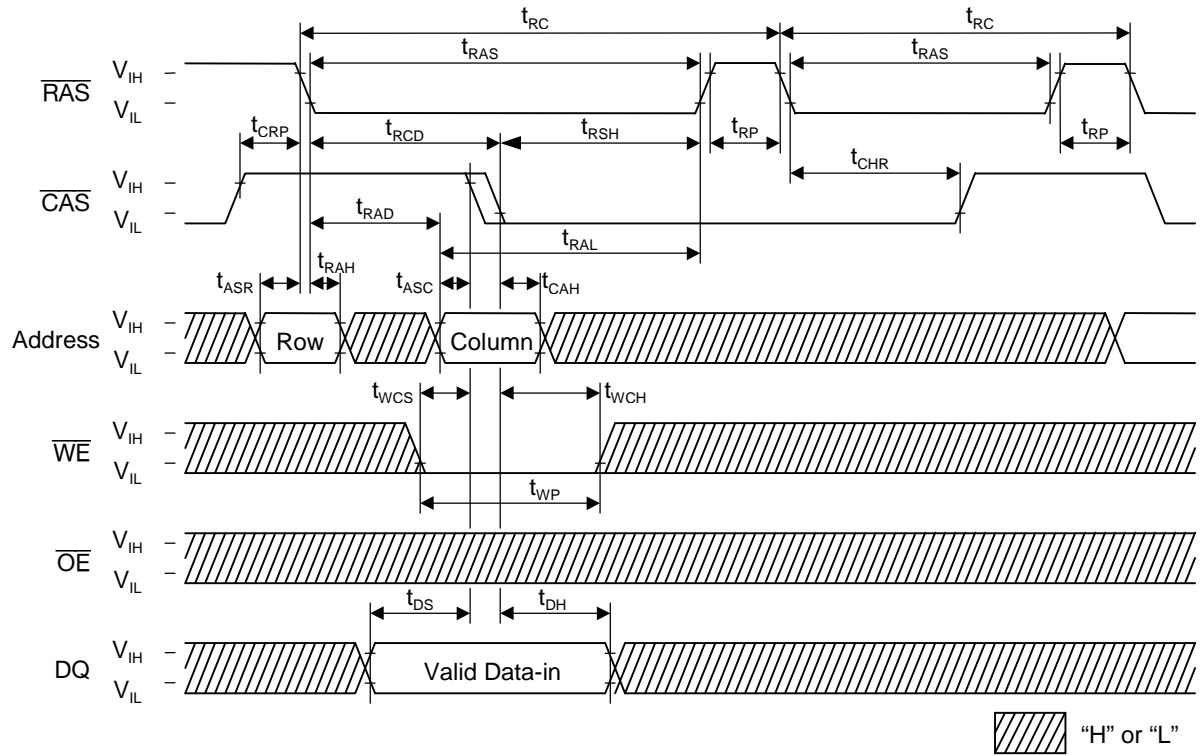 tRC tRC
tRAS tRAS
RAS VIH
VIL
tCRP tRCD tRSH tRP tRP
tCHR
CAS VIH
VIL
tRAD
tRAL
tASR tRAH tASC tCAH
Address VIH
VIL
Row Column
tWCS tWCH
WE VIH
VIL
tWP
OE VIH
VIL
tDS tDH
DQ VIH
VIL
Valid Data-in
“H” or “L”